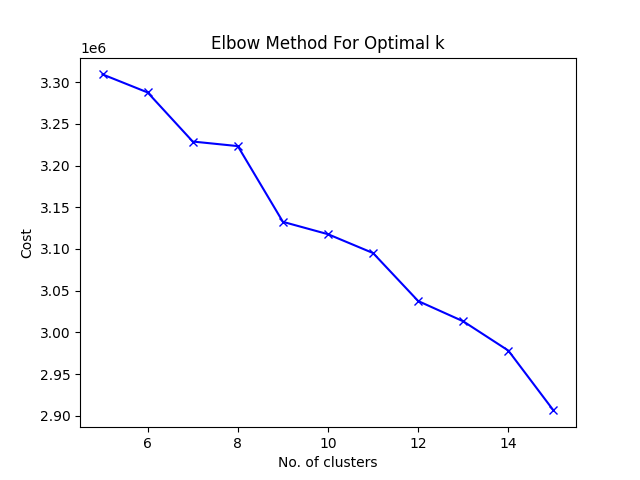 Elbow Method For Optimal k
1e6
3.30
3.25
3.20
3.15
3.10
3.05
3.00
2.95
2.90
Cost
6 8 10 12 14
No. of clusters